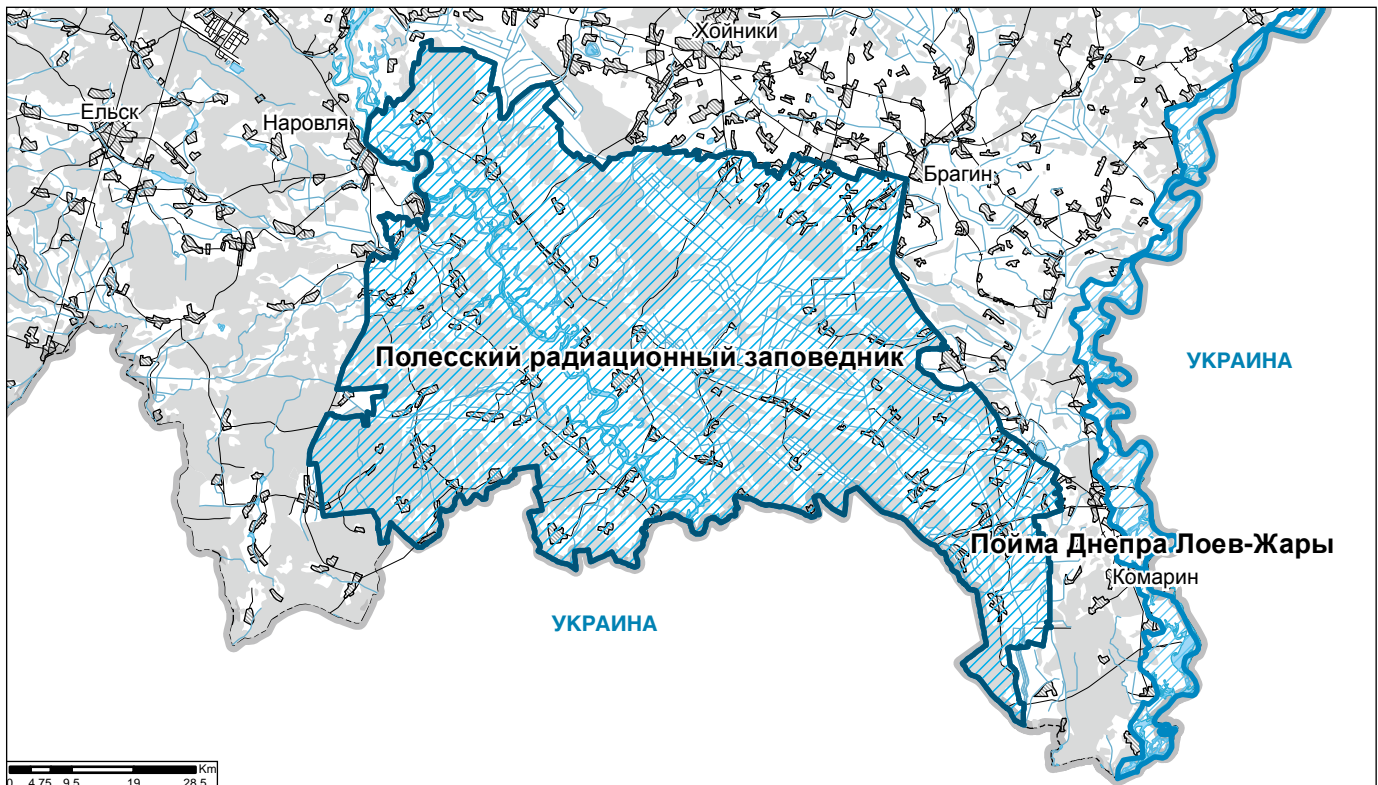 Хойники
Ельск
Наровля
Брагин
Полесский радиационный заповедник
УКРАИНА
Пойма Днепра Лоев-Жары
Комарин
УКРАИНА
Km
0 4.75 9.5 19 28.5